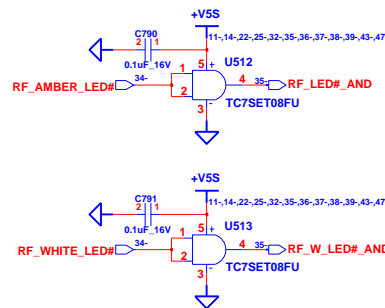 +V5S
C790
2 1
11-,14-,22-,25-,32-,35-,36-,37-,38-,39-,43-,47
0.1uF_16V
5 +
U512
RF_AMBER_LED#
34-
1
2
4
35-
RF_LED#_AND
3
-
TC7SET08FU
+V5S
C791
2 1
11-,14-,22-,25-,32-,35-,36-,37-,38-,39-,43-,47
0.1uF_16V
5 +
U513
RF_WHITE_LED#
34-
1
2
4
35-
RF_W_LED#_AND
3
-
TC7SET08FU